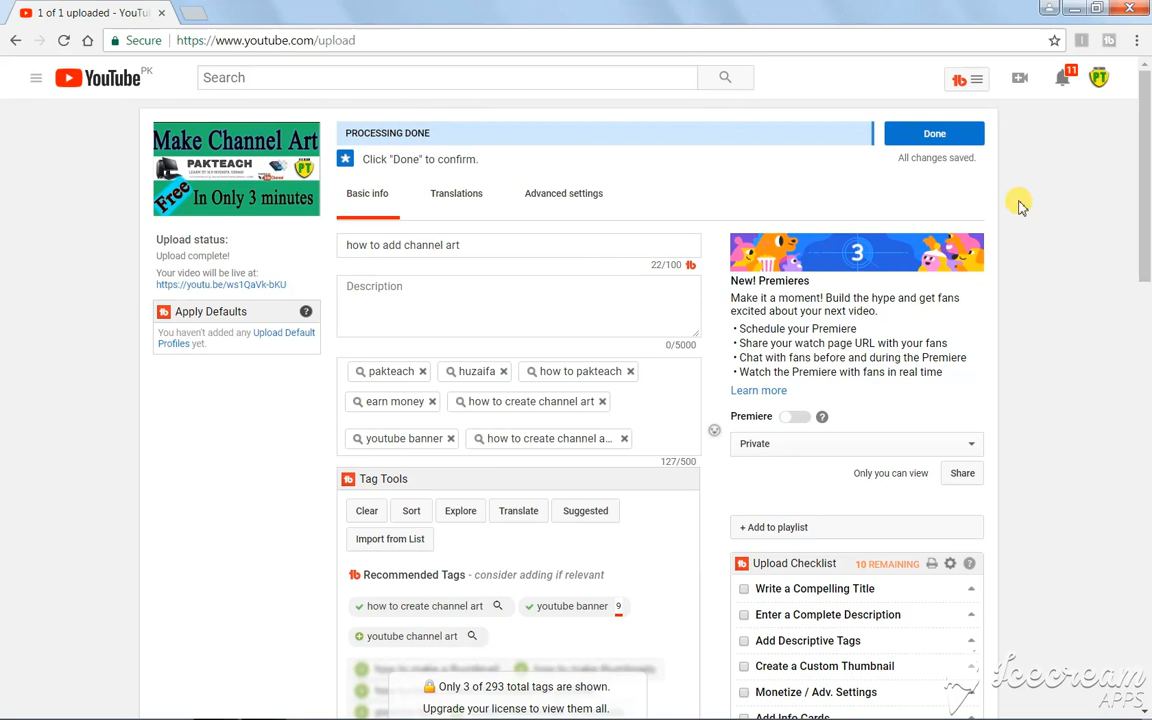 1 of 1 uploaded - YouTu
Secure
https://www.youtube.com/upload
YouTube PK
Search
11
PT
Make Channel Art
PAKTEACH
PT
Free
In Only 3 minutes
PROCESSING DONE
Done
Click "Done" to confirm.
All changes saved.
Basic info
Translations
Advanced settings
Upload status:
Upload complete!
Your video will be live at:
https://youtu.be/ws1QaVk-bKU
Apply Defaults
You haven't added any Upload Default
Profiles yet.
how to add channel art
22/100
Description
0/5000
pakteach
huzaifa
how to pakteach
earn money
how to create channel art
youtube banner
how to create channel a...
127/500
Tag Tools
Clear
Sort
Explore
Translate
Suggested
Import from List
Recommended Tags - consider adding if relevant
how to create channel art
youtube banner 9
youtube channel art
Only 3 of 293 total tags are shown.
Upgrade your license to view them all.
3
New! Premieres
Make it a moment! Build the hype and get fans
excited about your next video.
• Schedule your Premiere
• Share your watch page URL with your fans
• Chat with fans before and during the Premiere
• Watch the Premiere with fans in real time
Learn more
Premiere
Private
Only you can view
Share
+ Add to playlist
Upload Checklist
10 REMAINING
Write a Compelling Title
Enter a Complete Description
Add Descriptive Tags
Create a Custom Thumbnail
Monetize / Adv. Settings
Add Info Cards
Icecream
APPS